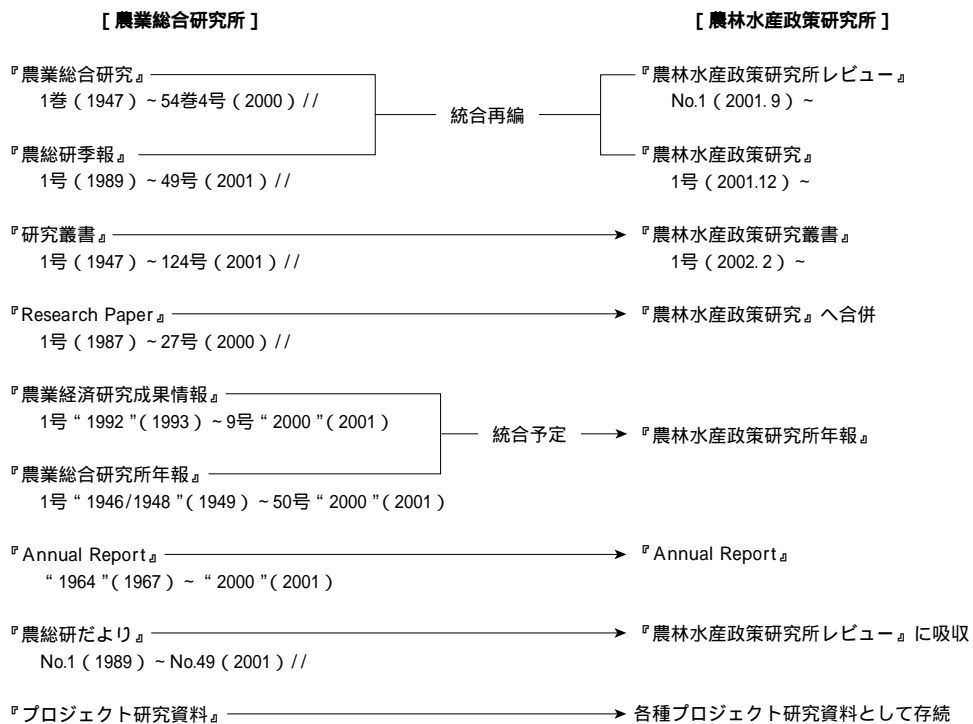 [ 農業総合研究所 ]
[ 農林水産政策研究所 ]
『農業総合研究』
1巻（1947）~54巻4号（2000）//
『農総研季報』
1号（1989）~49号（2001）//
統合再編
『農林水産政策研究所レビュー』
No.1（2001. 9）~
『農林水産政策研究』
1号（2001.12）~
『研究叢書』
1号（1947）~124号（2001）//
『農林水産政策研究叢書』
1号（2002. 2）~
『Research Paper』
1号（1987）~27号（2000）//
『農林水産政策研究』へ合併
『農業経済研究成果情報』
1号“1992”（1993）~9号“2000”（2001）
『農業総合研究所年報』
1号“1946/1948”（1949）~50号“2000”（2001）
統合予定
『農林水産政策研究所年報』
『Annual Report』
“1964”（1967）~“2000”（2001）
『Annual Report』
『農総研だより』
No.1（1989）~No.49（2001）//
『農林水産政策研究所レビュー』に吸収
『プロジェクト研究資料』
各種プロジェクト研究資料として存続